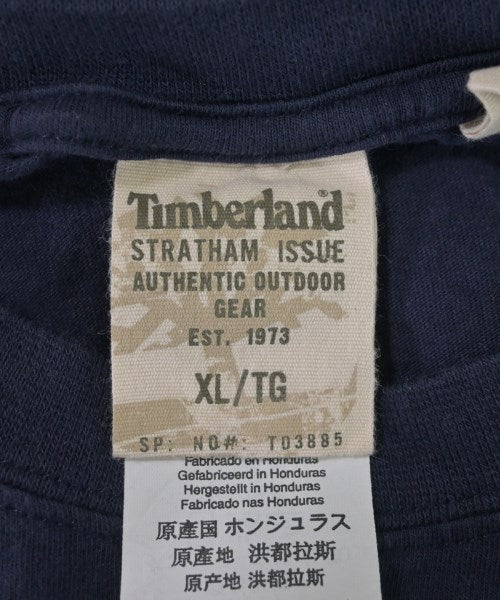 Timberland®
STRATHAM ISSUE
AUTHENTIC OUTDOOR
GEAR
EST. 1973
XL/TG
SP: NO#: T03885
Fabricado en Honduras
Gefabriceerd in Honduras
Hergestellt in Honduras
Fabricado nas Honduras
原産国 ホンジュラス
原產地 洪都拉斯
原产地 洪都拉斯